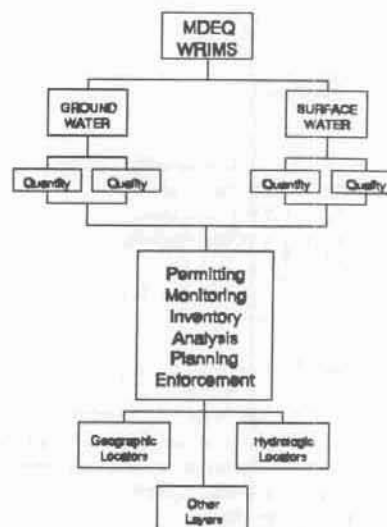 MDEQ
WRIMS
GROUND
WATER
SURFACE
WATER
Quantity
Quality
Quantity
Quality
Permitting
Monitoring
Inventory
Analysis
Planning
Enforcement
Geographic
Locators
Hydrologic
Locators
Other
Layers